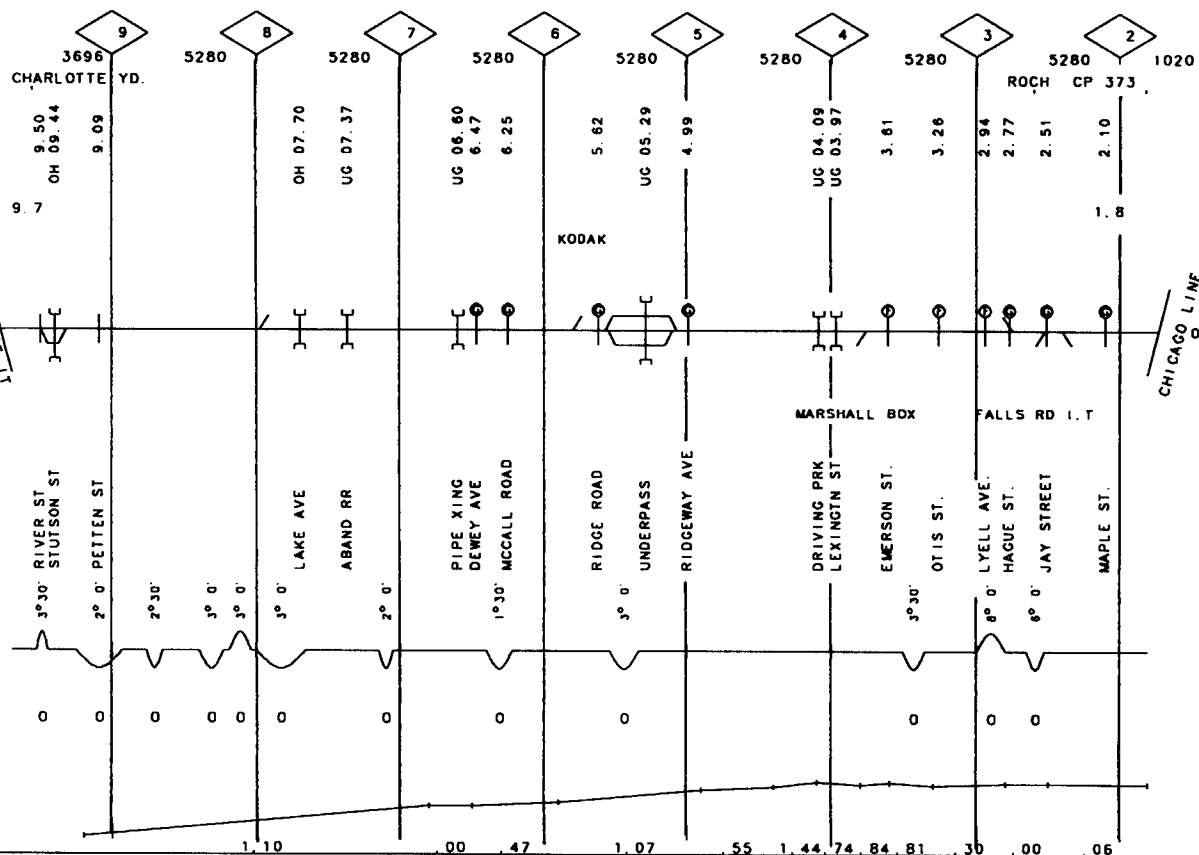 9 8 7 6 5 4 3 2
3696 5280 5280 5280 5280 5280 5280 5280 1020
CHARLOTTE YD.
ROCH CP 373
9.50
OH 09.44
9.09
OH 07.70
UG 07.37
UG 06.60
6.47
6.25
5.62
UG 05.29
4.99
UG 04.09
UG 03.97
3.61
3.26
2.94
2.77
2.51
2.10
9.7
1.8
KODAK
CHICAGO LINE
0
MARSHALL BOX
FALLS RD I.T
RIVER ST
STUTSON ST
PETTEN ST
LAKE AVE
ABAND RR
PIPE XING
DEWEY AVE
MCCALL ROAD
RIDGE ROAD
UNDERPASS
RIDGEWAY AVE
DRIVING PRK
LEXINGTN ST
EMERSON ST.
OTIS ST.
LYELL AVE.
HAGUE ST.
JAY STREET
MAPLE ST.
3° 30'
2° 0'
2° 30'
3° 0'
3° 0'
3° 0'
2° 0'
1° 30'
3° 0'
3° 30'
8° 0'
6° 0'
0 0 0 0 0 0 0 0 0 0 0 0
1.10 .00 .47 1.07 .55 1.44 .74 .84 .81 .30 .00 .06